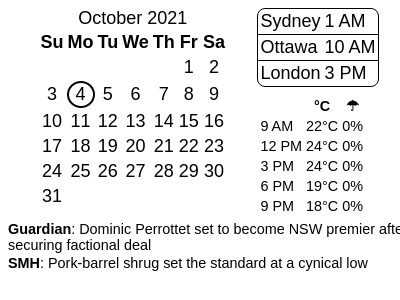 October 2021
Su Mo Tu We Th Fr Sa
1 2
3 4 5 6 7 8 9
10 11 12 13 14 15 16
17 18 19 20 21 22 23
24 25 26 27 28 29 30
31
Sydney 1 AM
Ottawa 10 AM
London 3 PM
°C ☂
9 AM 22°C 0%
12 PM 24°C 0%
3 PM 24°C 0%
6 PM 19°C 0%
9 PM 18°C 0%
Guardian: Dominic Perrottet set to become NSW premier afte
securing factional deal
SMH: Pork-barrel shrug set the standard at a cynical low